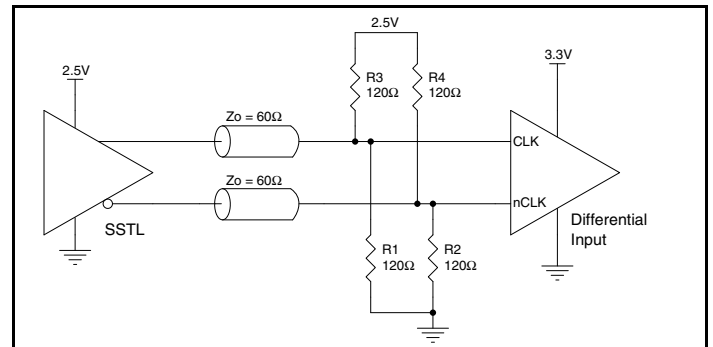 2.5V
3.3V
2.5V
R3
120Ω
R4
120Ω
Zo = 60Ω
CLK
Zo = 60Ω
nCLK
SSTL
Differential
Input
R1
120Ω
R2
120Ω